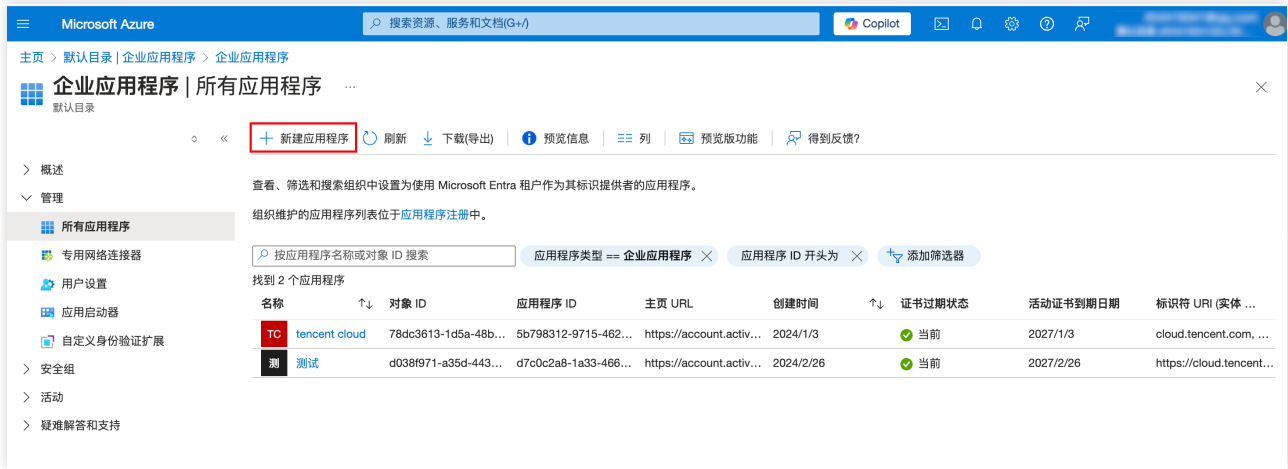 Microsoft Azure
搜索资源、服务和文档(G+/)
Copilot
主页 > 默认目录 | 企业应用程序 > 企业应用程序
企业应用程序 | 所有应用程序 ...
默认目录
新建应用程序 刷新 下载(导出) 预览信息 列 预览版功能 得到反馈?
概述
管理
所有应用程序
专用网络连接器
用户设置
应用启动器
自定义身份验证扩展
安全组
活动
疑难解答和支持
查看、筛选和搜索组织中设置为使用 Microsoft Entra 租户作为其标识提供者的应用程序。
组织维护的应用程序列表位于应用程序注册中。
按应用程序名称或对象 ID 搜索 应用程序类型 == 企业应用程序 应用程序 ID 开头为 添加筛选器
找到 2 个应用程序
名称 对象 ID 应用程序 ID 主页 URL 创建时间 证书过期状态 活动证书到期日期 标识符 URI (实体 ...
TC tencent cloud 78dc3613-1d5a-48b... 5b798312-9715-462... https://account.activ... 2024/1/3 当前 2027/1/3 cloud.tencent.com, ...
测 测试 d038f971-a35d-443... d7c0c2a8-1a33-466... https://account.activ... 2024/2/26 当前 2027/2/26 https://cloud.tencent...